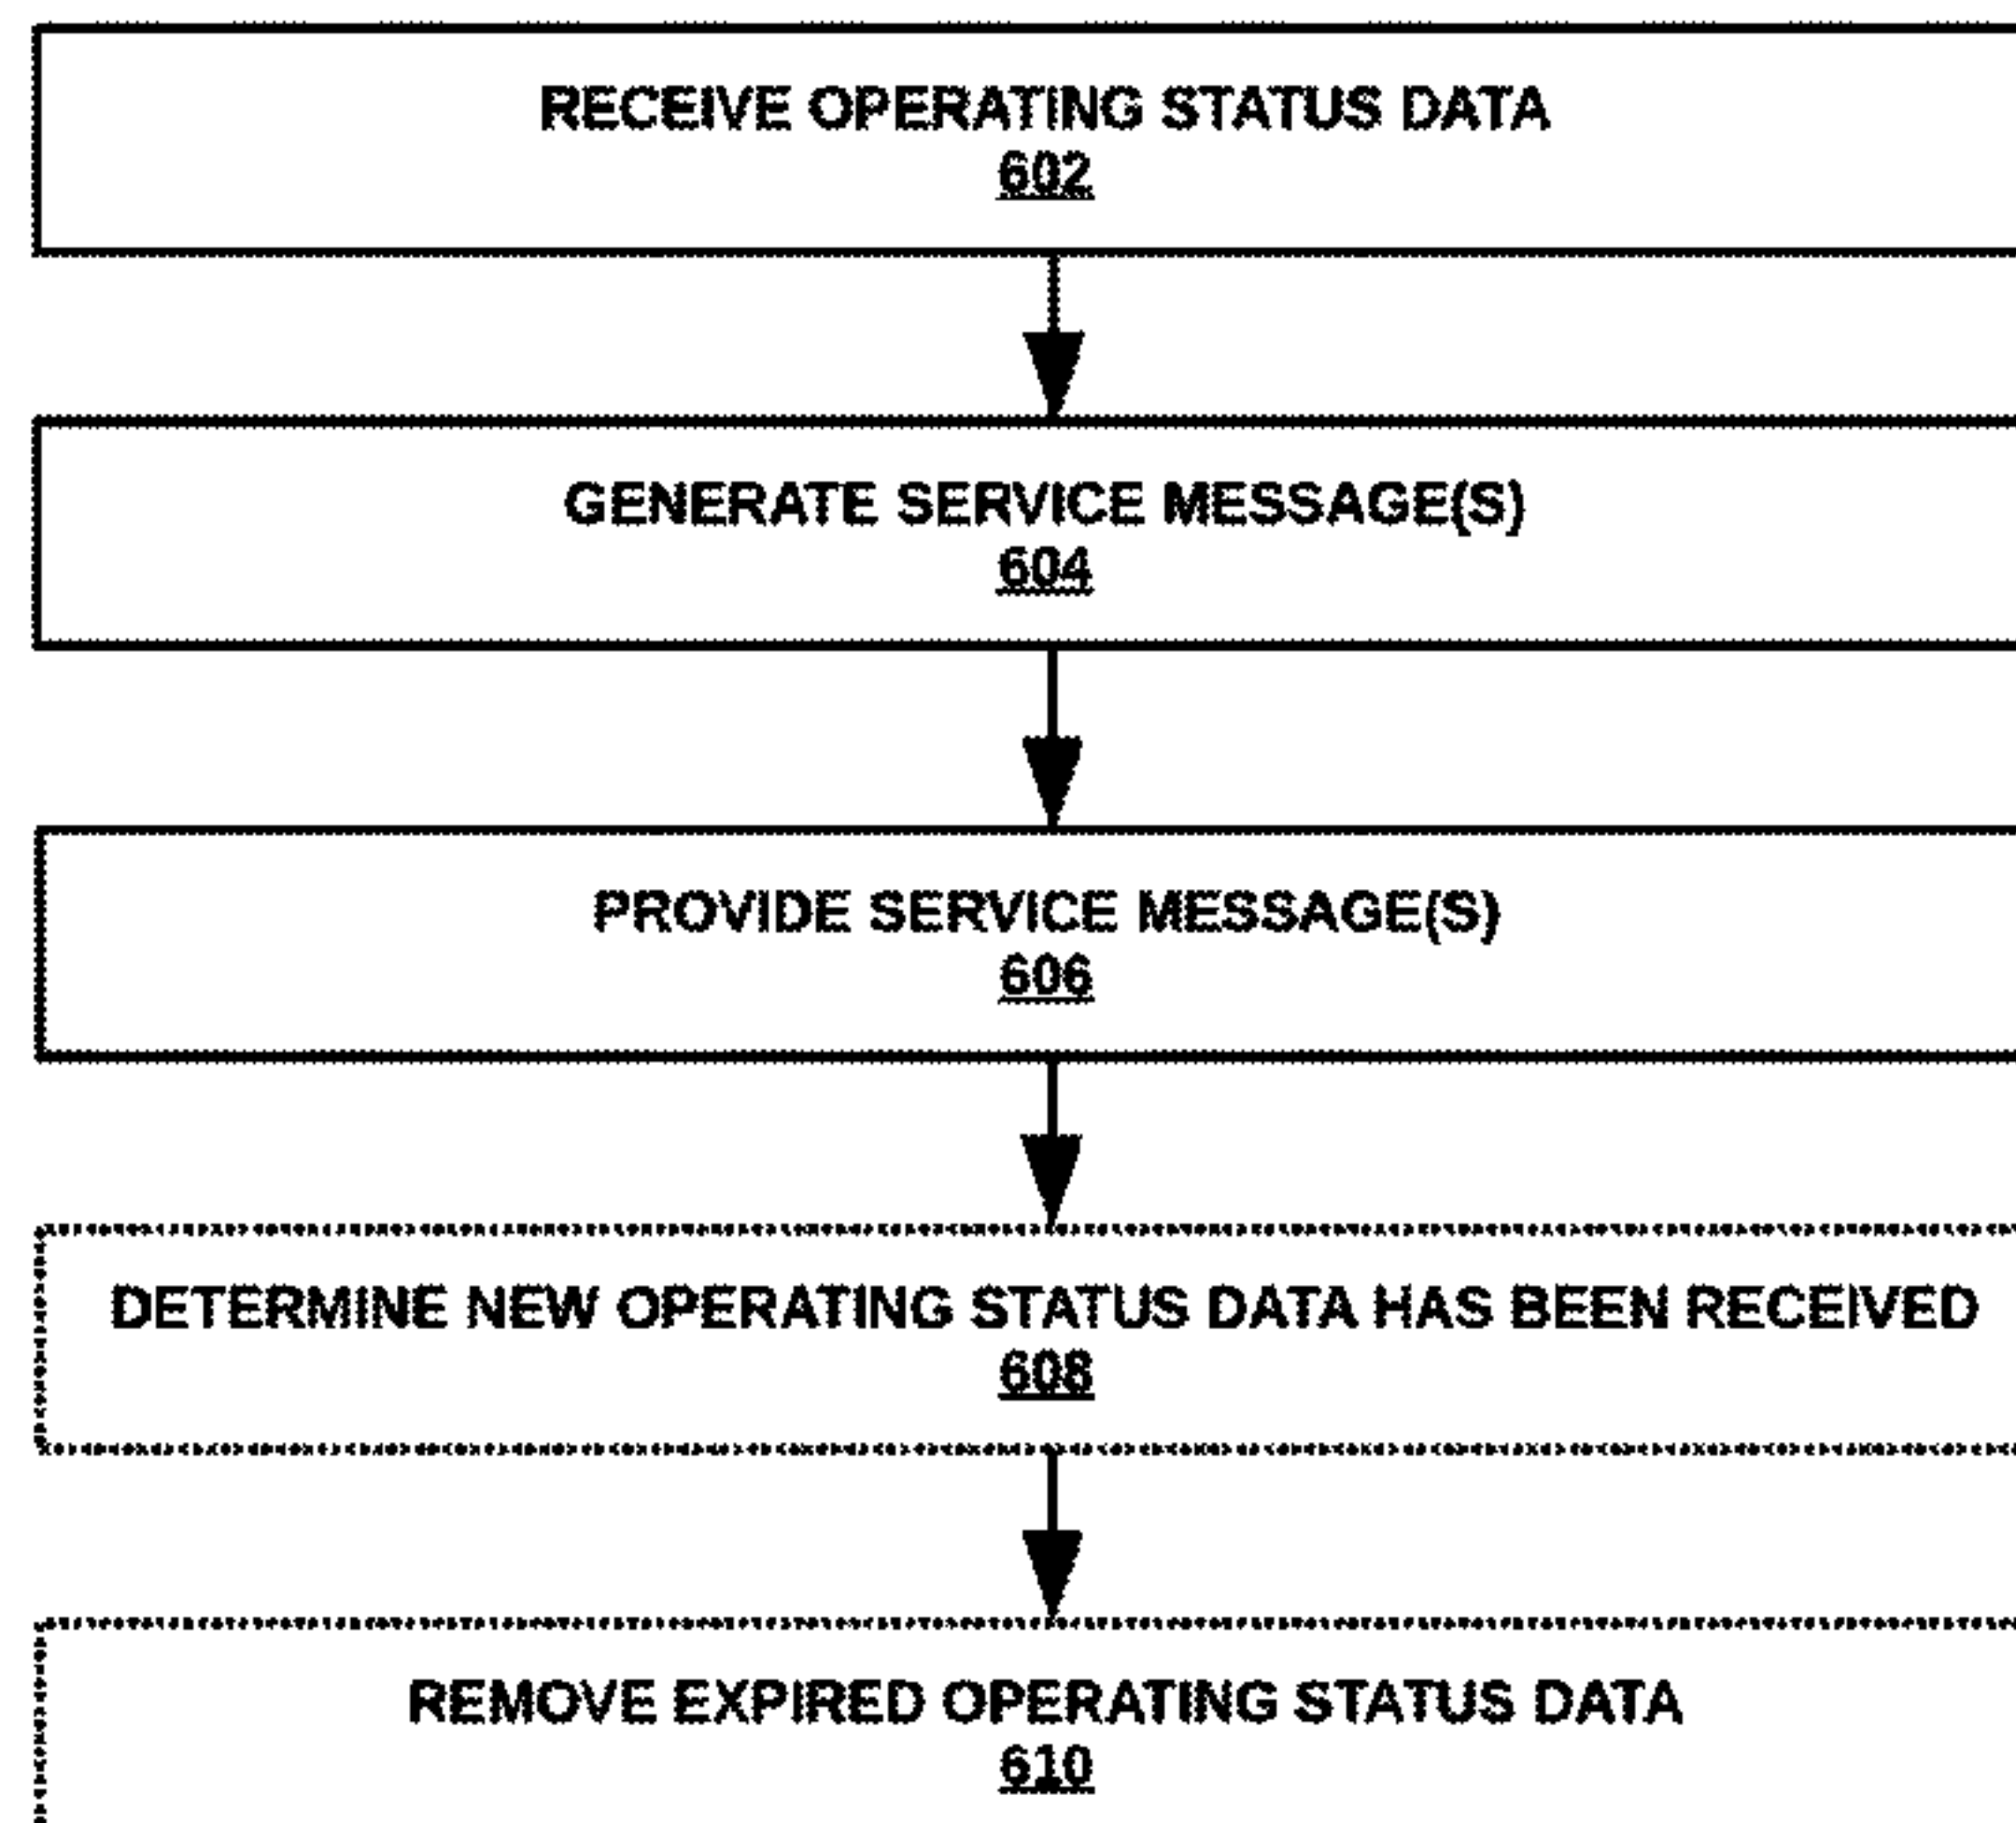 RECEIVE OPERATING STATUS DATA
602
GENERATE SERVICE MESSAGE(S)
604
PROVIDE SERVICE MESSAGE(S)
606
DETERMINE NEW OPERATING STATUS DATA HAS BEEN RECEIVED
608
REMOVE EXPIRED OPERATING STATUS DATA
610